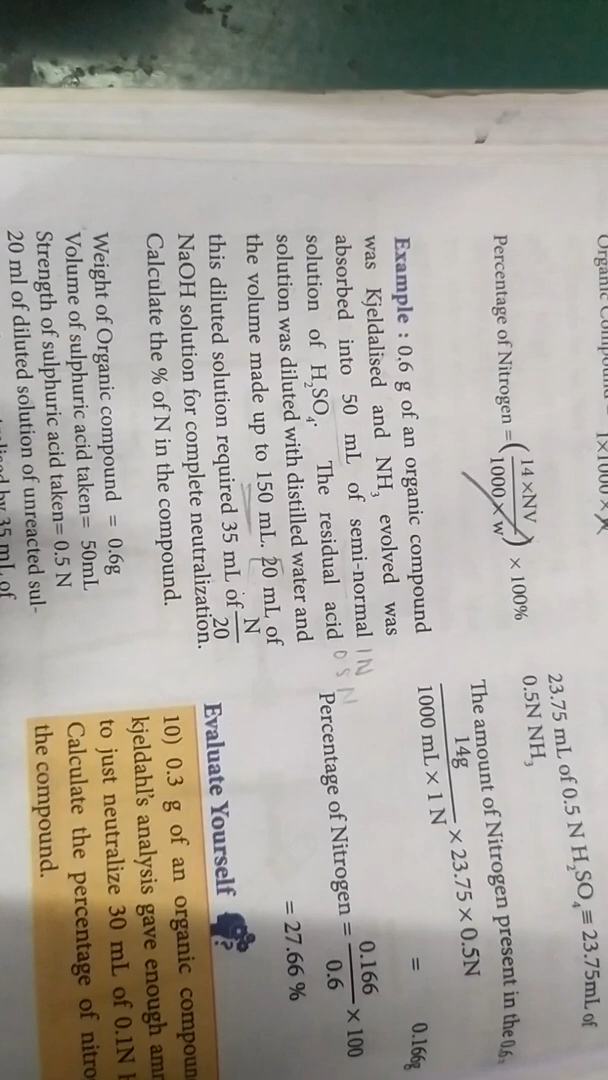 Percentage of Nitrogen = (14 ×NV / 1000 × w) × 100%
Example : 0.6 g of an organic compound
was Kjeldalised and NH₃ evolved was
absorbed into 50 mL of semi-normal
solution of H₂SO₄. The residual acid
solution was diluted with distilled water and
the volume made up to 150 mL. 20 mL of
this diluted solution required 35 mL of N/20
NaOH solution for complete neutralization.
Calculate the % of N in the compound.
Weight of Organic compound = 0.6g
Volume of sulphuric acid taken= 50mL
Strength of sulphuric acid taken= 0.5 N
20 ml of diluted solution of unreacted sul-
by 35 mL of
23.75 mL of 0.5 N H₂SO₄ ≡ 23.75mL of
0.5N NH₃
The amount of Nitrogen present in the 0.6
14g / 1000 mL × 1 N × 23.75 × 0.5N
= 0.166g
Percentage of Nitrogen = 0.166 / 0.6 × 100
= 27.66 %
Evaluate Yourself ?
10) 0.3 g of an organic
kjeldahl's analysis gave enough
to just neutralize 30 mL of 0.1N
Calculate the percentage of
the compound.